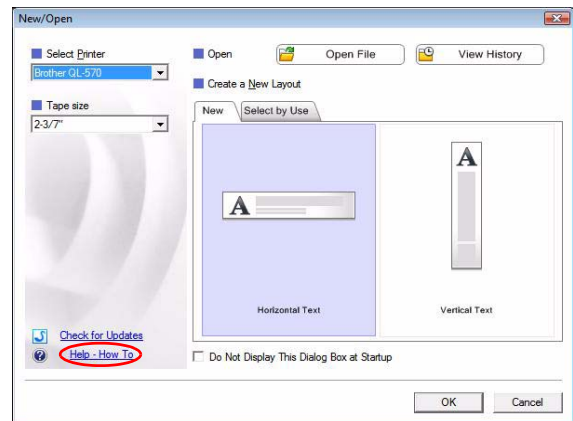 New/Open
Select Printer
Brother QL-570
Tape size
2-3/7"
Check for Updates
Help - How To
Open
Open File
View History
Create a New Layout
New
Select by Use
A
Horizontal Text
A
Vertical Text
Do Not Display This Dialog Box at Startup
OK
Cancel